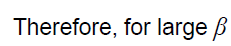 Therefore, for large β